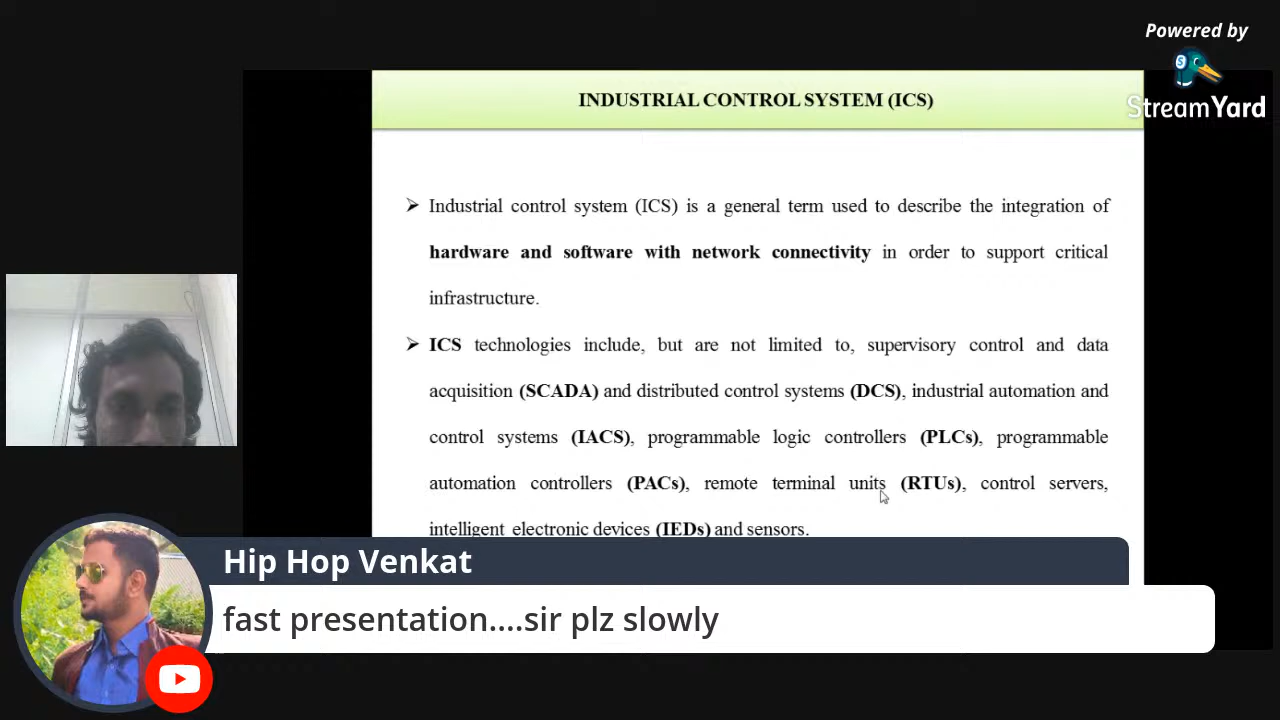 Powered by
StreamYard
INDUSTRIAL CONTROL SYSTEM (ICS)
➢ Industrial control system (ICS) is a general term used to describe the integration of
hardware and software with network connectivity in order to support critical
infrastructure.
➢ ICS technologies include, but are not limited to, supervisory control and data
acquisition (SCADA) and distributed control systems (DCS), industrial automation and
control systems (IACS), programmable logic controllers (PLCs), programmable
automation controllers (PACs), remote terminal units (RTUs), control servers,
intelligent electronic devices (IEDs) and sensors.
Hip Hop Venkat
fast presentation....sir plz slowly